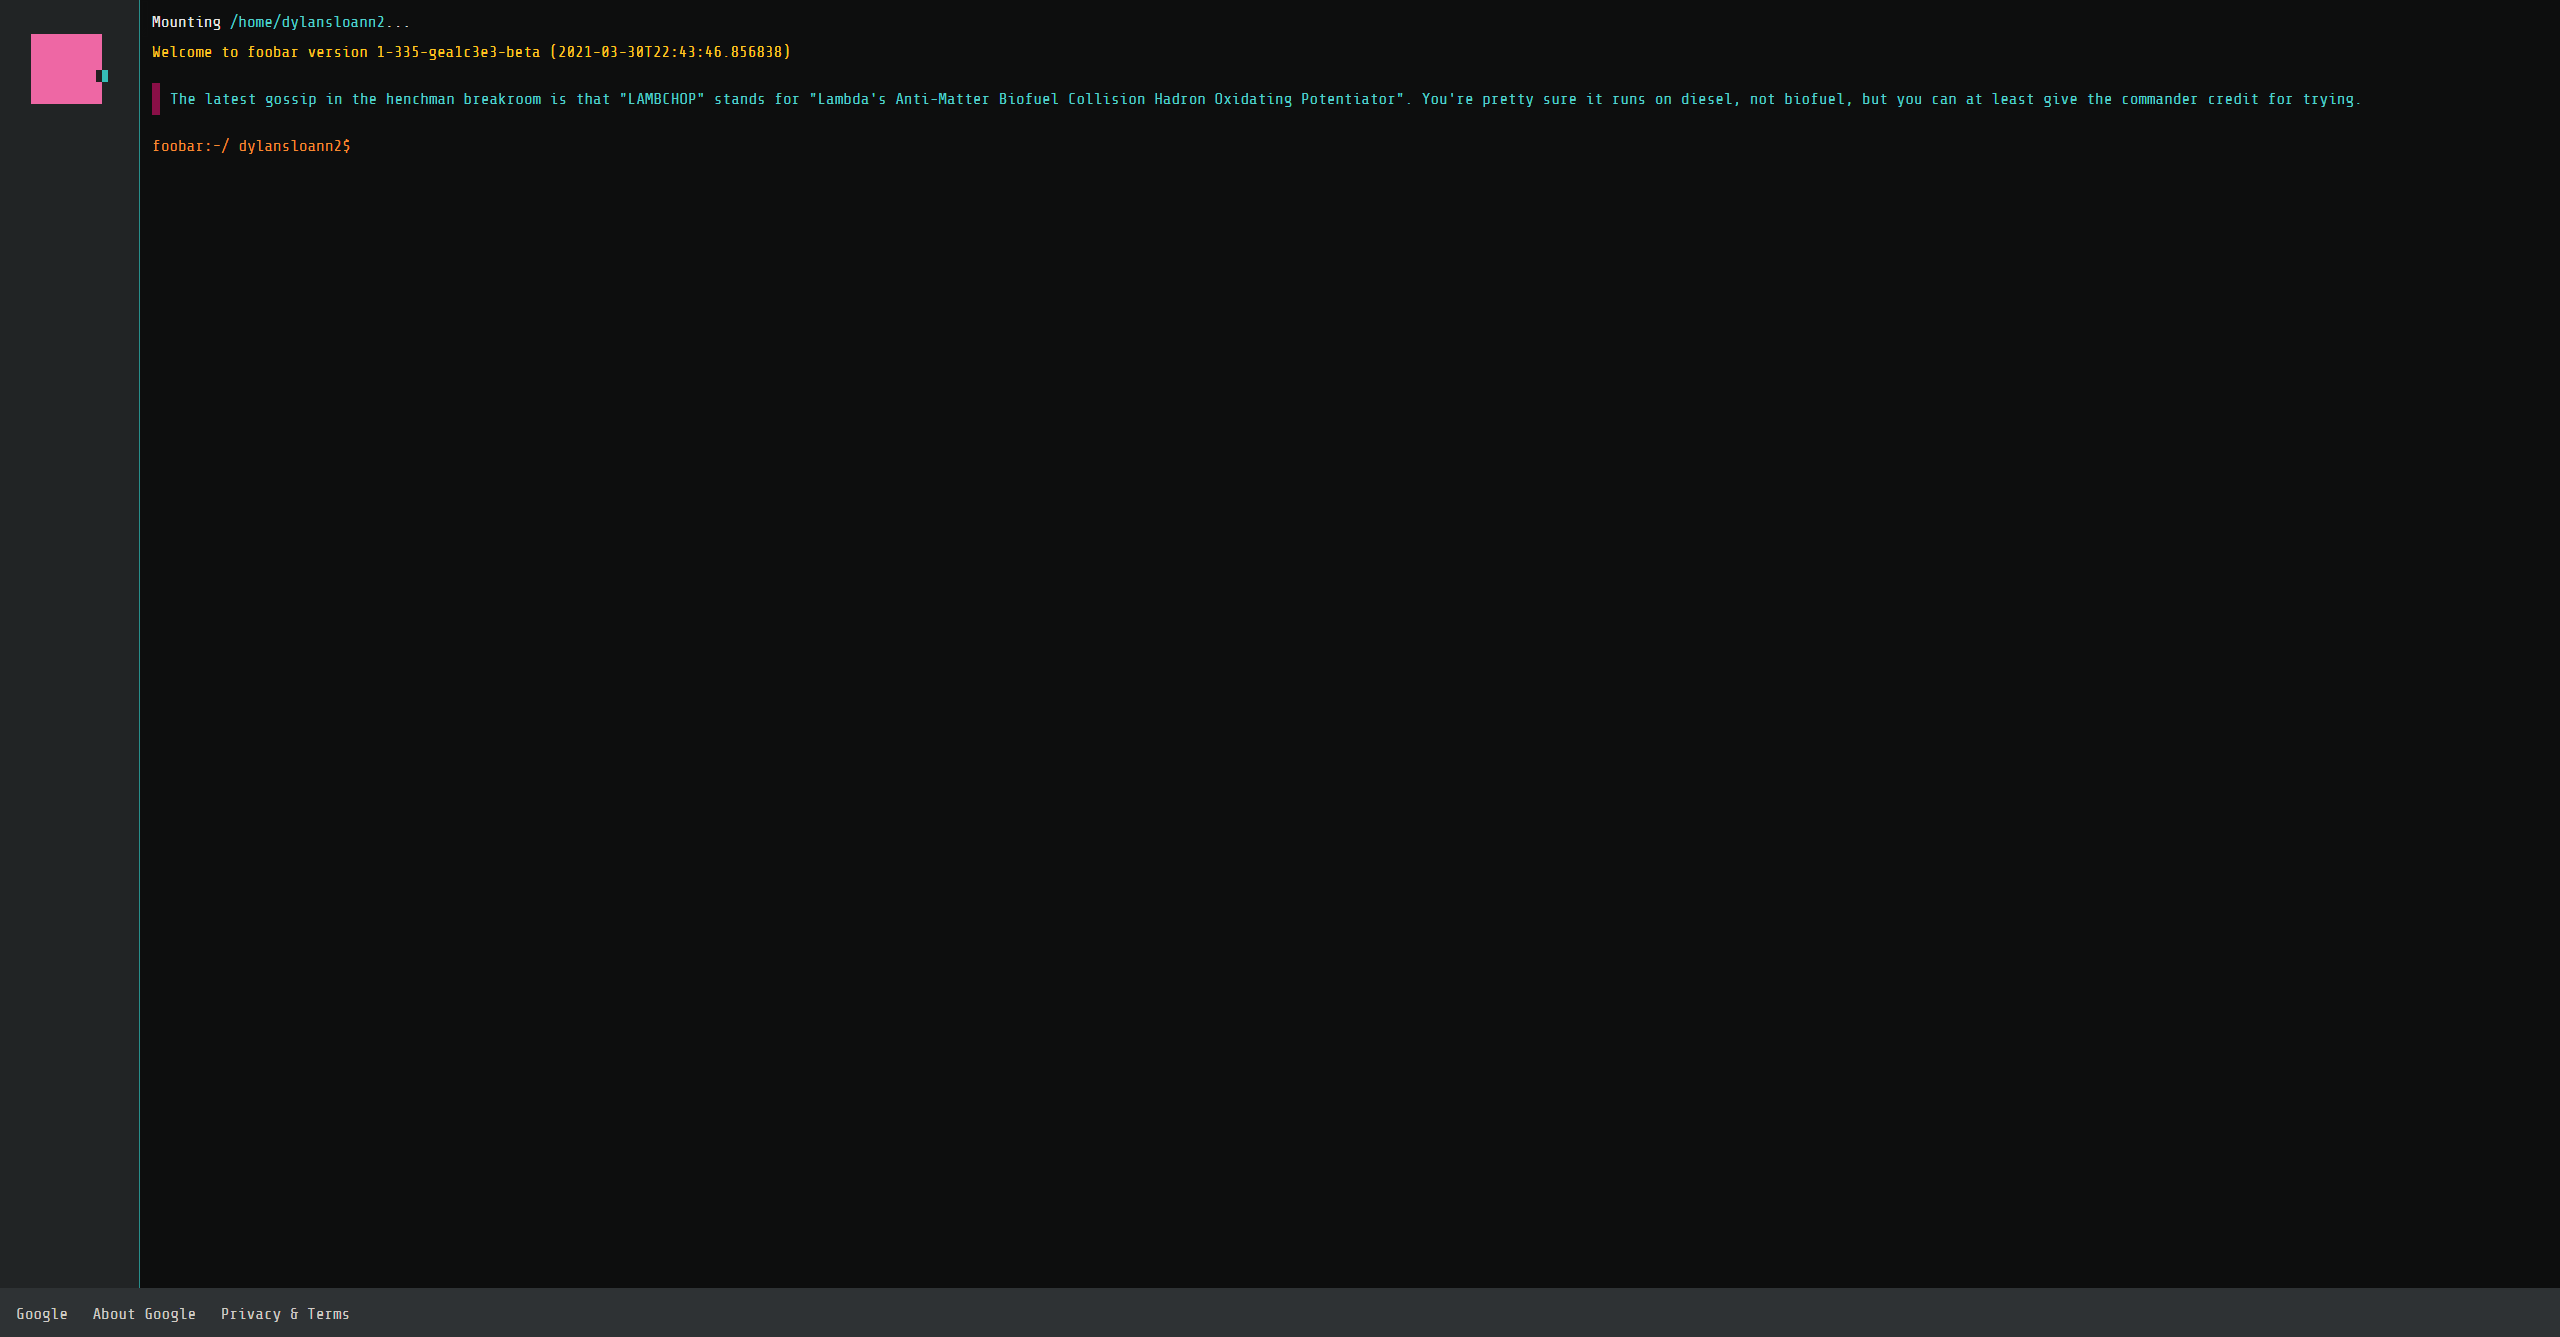 Mounting /home/dylansloann2...
Welcome to foobar version 1-335-gea1c3e3-beta (2021-03-30T22:43:46.856838)
The latest gossip in the henchman breakroom is that "LAMBCHOP" stands for "Lambda's Anti-Matter Biofuel Collision Hadron Oxidating Potentiator". You're pretty sure it runs on diesel, not biofuel, but you can at least give the commander credit for trying.
foobar:~/ dylansloann2$
Google About Google Privacy & Terms